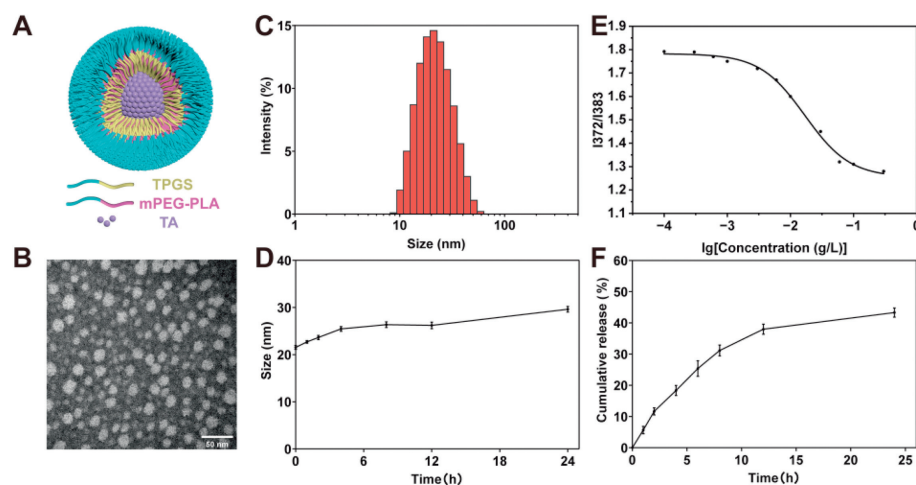 A
TPGS
mPEG-PLA
TA
B
50 nm
C
Intensity (%)
15
10
5
0
1
10
100
Size (nm)
D
Size (nm)
40
30
20
10
0
0
6
12
18
24
Time(h)
E
I372/I383
1.9
1.8
1.7
1.6
1.5
1.4
1.3
1.2
1.1
−4
−3
−2
−1
0
lg[Concentration (g/L)]
F
Cumulative release (%)
60
50
40
30
20
10
0
0
5
10
15
20
25
Time(h)